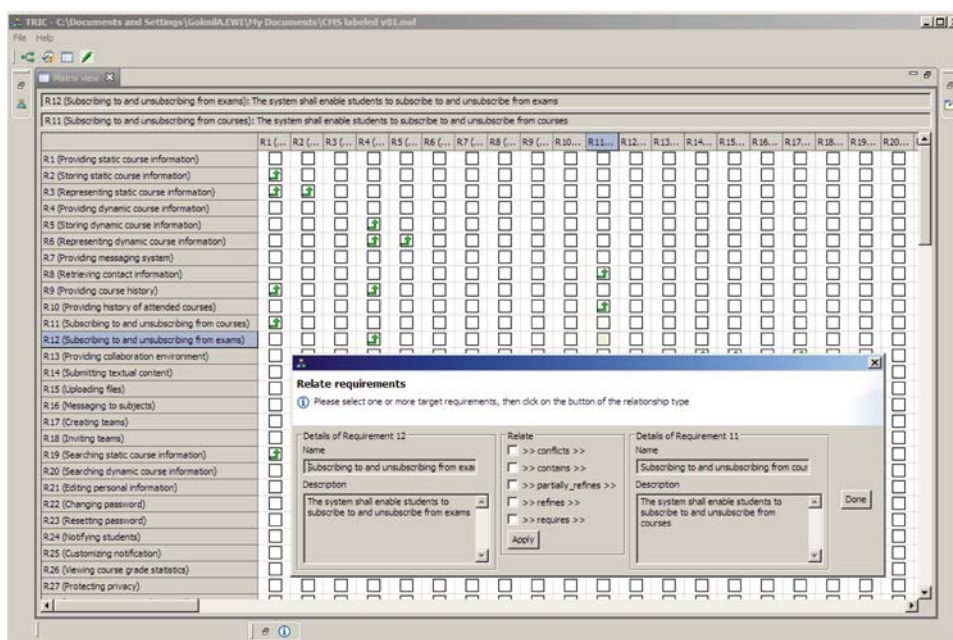 TRIC - C:\Documents and Settings\GoknilA.EWI\My Documents\CMS labeled v01.owl
File Help
Matrix view
R12 (Subscribing to and unsubscribing from exams): The system shall enable students to subscribe to and unsubscribe from exams
R11 (Subscribing to and unsubscribing from courses): The system shall enable students to subscribe to and unsubscribe from courses
R1 (... R2 (... R3 (... R4 (... R5 (... R6 (... R7 (... R8 (... R9 (... R10... R11... R12... R13... R14... R15... R16... R17... R18... R19... R20...
R1 (Providing static course information)
R2 (Storing static course information)
R3 (Representing static course information)
R4 (Providing dynamic course information)
R5 (Storing dynamic course information)
R6 (Representing dynamic course information)
R7 (Providing messaging system)
R8 (Retrieving contact information)
R9 (Providing course history)
R10 (Providing history of attended courses)
R11 (Subscribing to and unsubscribing from courses)
R12 (Subscribing to and unsubscribing from exams)
R13 (Providing collaboration environment)
R14 (Submitting textual content)
R15 (Uploading files)
R16 (Messaging to subjects)
R17 (Creating teams)
R18 (Inviting teams)
R19 (Searching static course information)
R20 (Searching dynamic course information)
R21 (Editing personal information)
R22 (Changing password)
R23 (Resetting password)
R24 (Notifying students)
R25 (Customizing notification)
R26 (Viewing course grade statistics)
R27 (Protecting privacy)
Relate requirements
Please select one or more target requirements, then click on the button of the relationship type
Details of Requirement 12
Name
Subscribing to and unsubscribing from exa
Description
The system shall enable students to
subscribe to and unsubscribe from exams
Relate
>> conflicts >>
>> contains >>
>> partially_refines >>
>> refines >>
>> requires >>
Apply
Details of Requirement 11
Name
Subscribing to and unsubscribing from cour
Description
The system shall enable students to
subscribe to and unsubscribe from
courses
Done